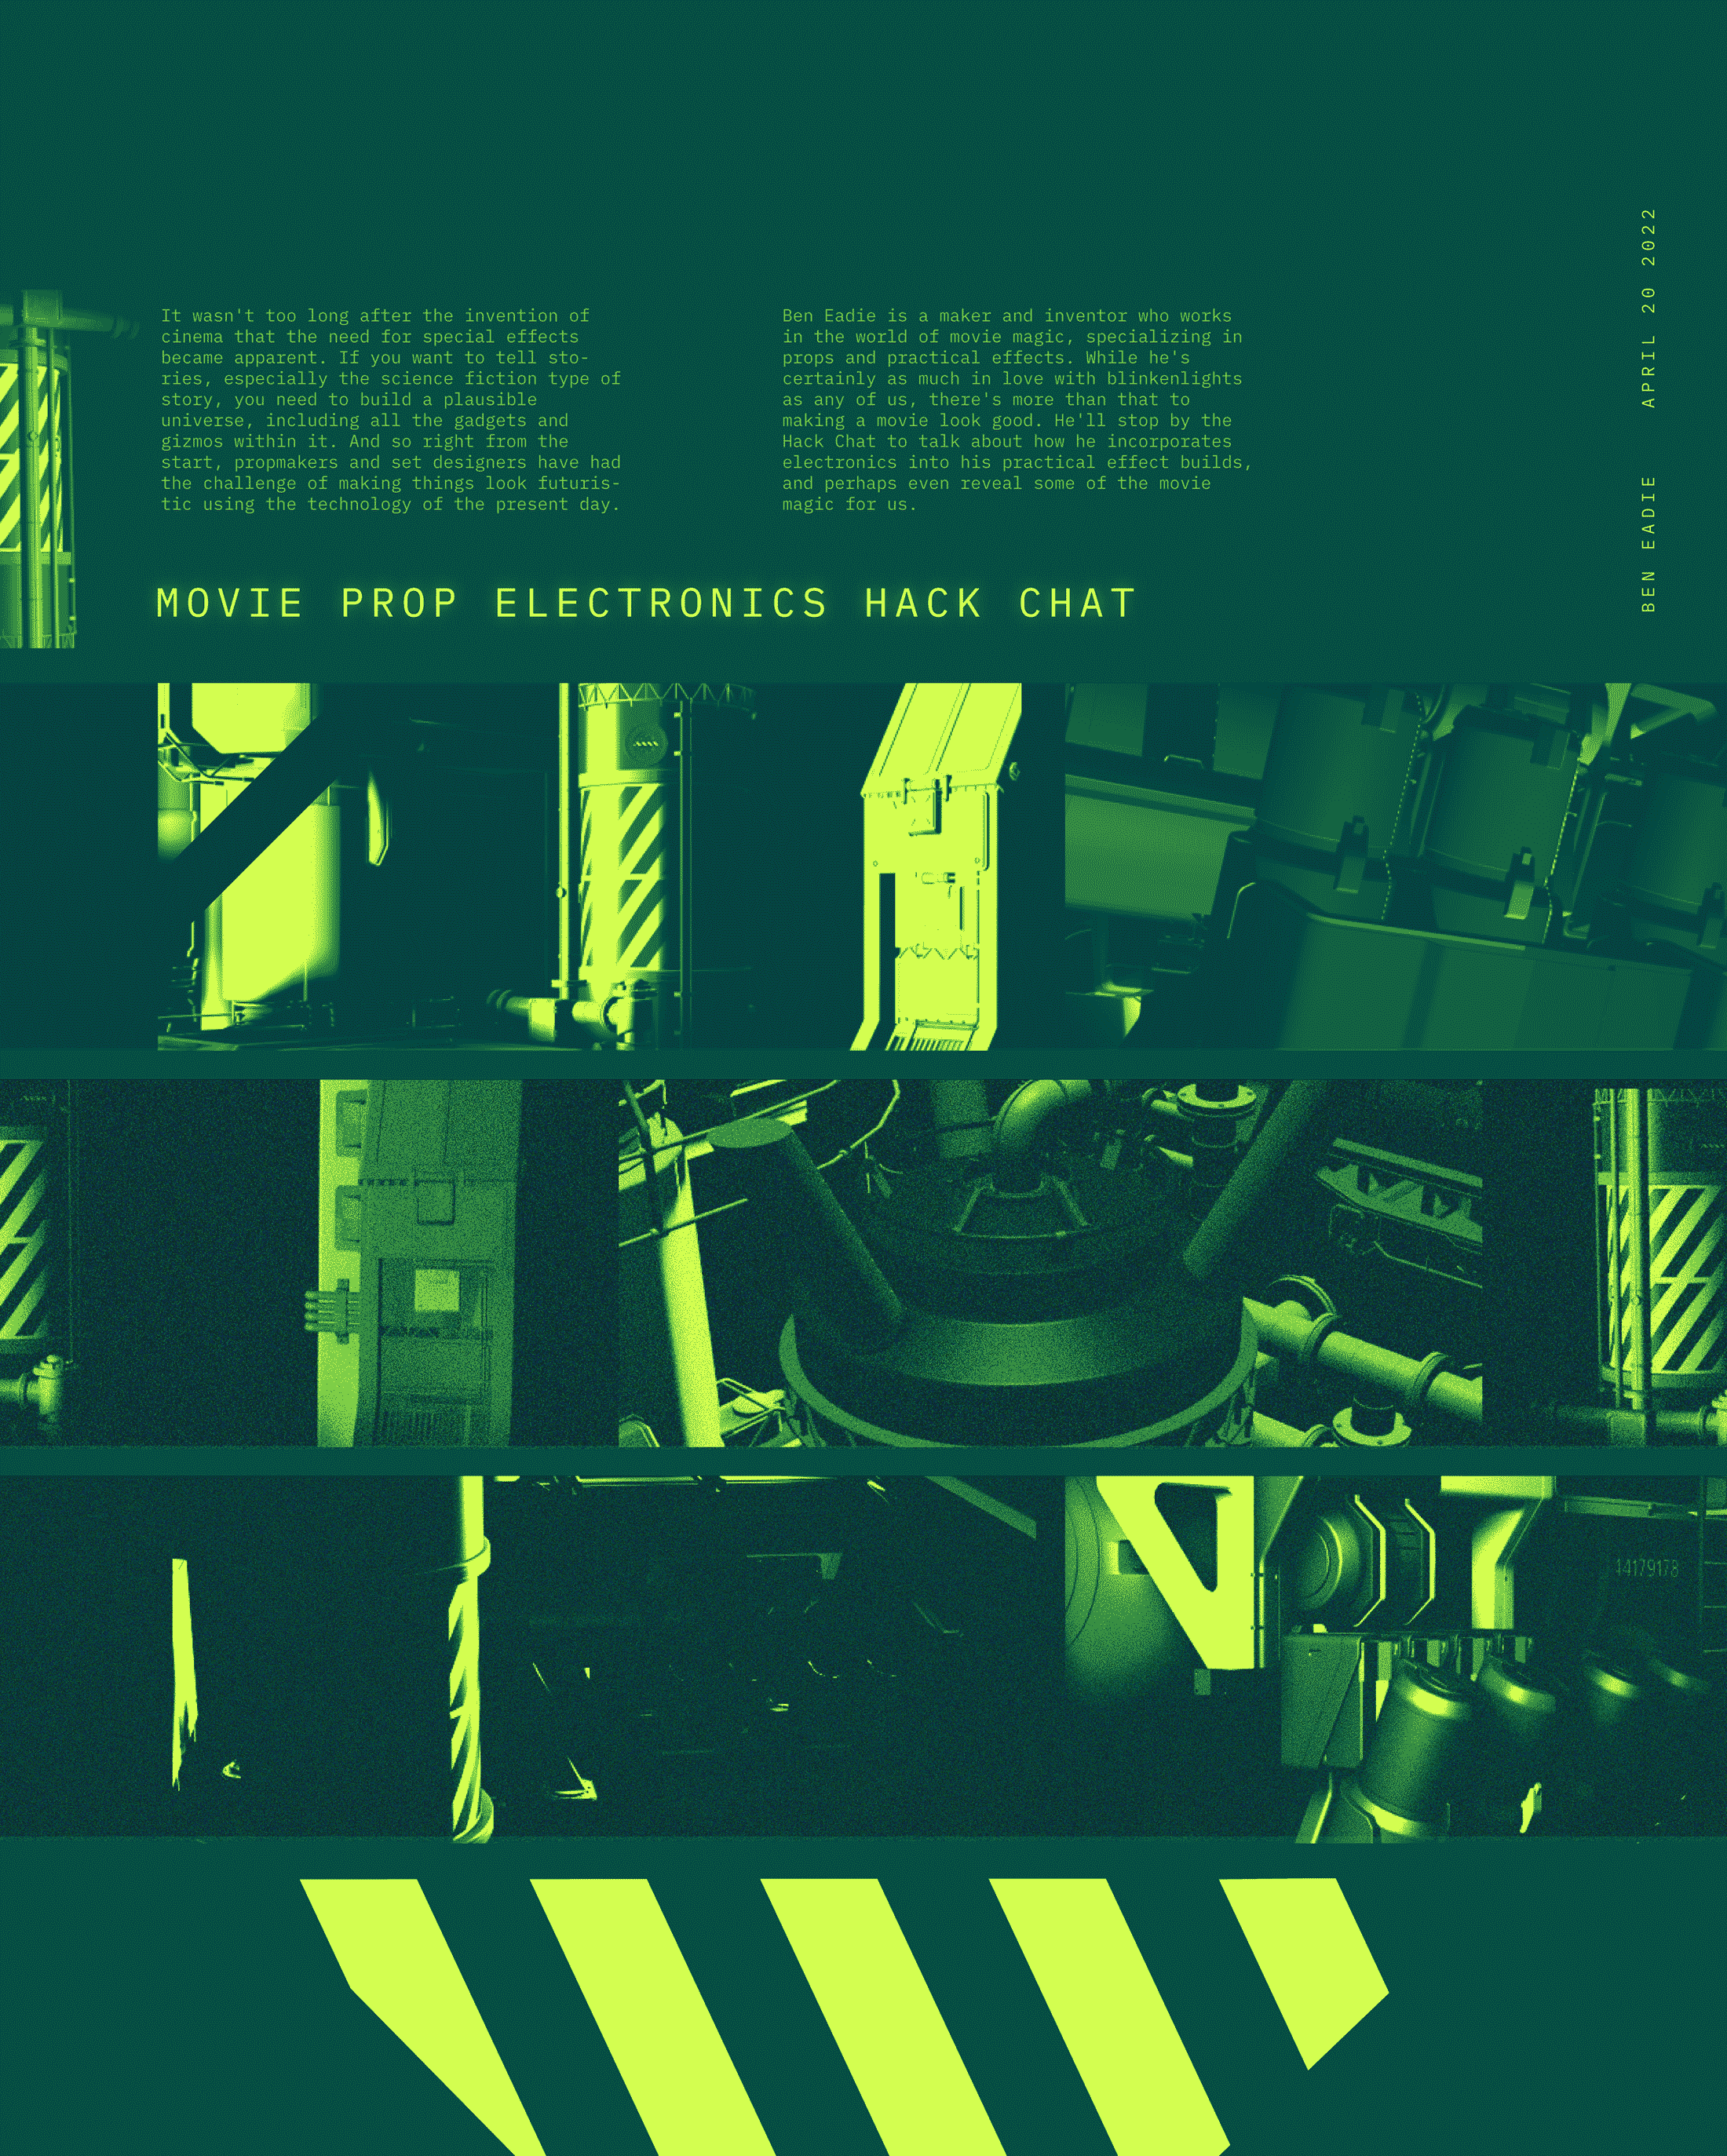 It wasn't too long after the invention of
cinema that the need for special effects
became apparent. If you want to tell sto-
ries, especially the science fiction type of
story, you need to build a plausible
universe, including all the gadgets and
gizmos within it. And so right from the
start, propmakers and set designers have had
the challenge of making things look futuris-
tic using the technology of the present day.
Ben Eadie is a maker and inventor who works
in the world of movie magic, specializing in
props and practical effects. While he's
certainly as much in love with blinkenlights
as any of us, there's more than that to
making a movie look good. He'll stop by the
Hack Chat to talk about how he incorporates
electronics into his practical effect builds,
and perhaps even reveal some of the movie
magic for us.
BEN EADIE APRIL 20 2022
MOVIE PROP ELECTRONICS HACK CHAT
14179178